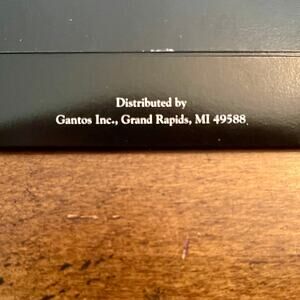 Distributed by
Gantos Inc., Grand Rapids, MI 49588.